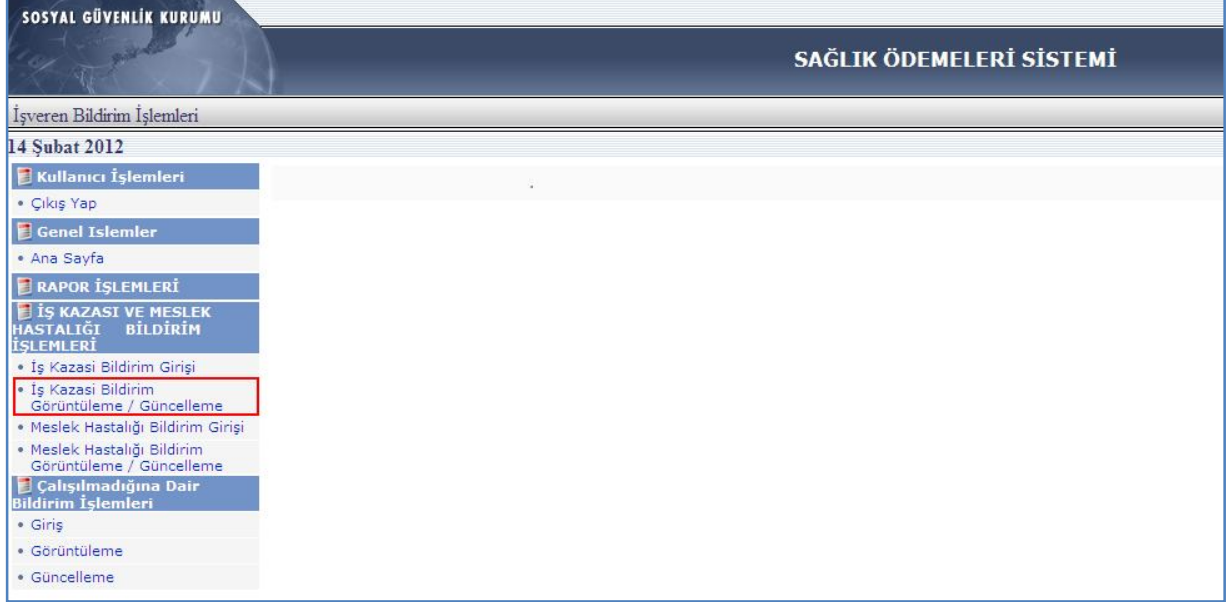 SOSYAL GÜVENLİK KURUMU
SAĞLIK ÖDEMELERİ SİSTEMİ
İşveren Bildirim İşlemleri
14 Şubat 2012
Kullanıcı İşlemleri
• Çıkış Yap
Genel Islemler
• Ana Sayfa
RAPOR İŞLEMLERİ
İŞ KAZASI VE MESLEK
HASTALIĞI BİLDİRİM
İŞLEMLERİ
• İş Kazasi Bildirim Girişi
• İş Kazasi Bildirim
Görüntüleme / Güncelleme
• Meslek Hastalığı Bildirim Girişi
• Meslek Hastalığı Bildirim
Görüntüleme / Güncelleme
Çalışılmadığına Dair
Bildirim İşlemleri
• Giriş
• Görüntüleme
• Güncelleme